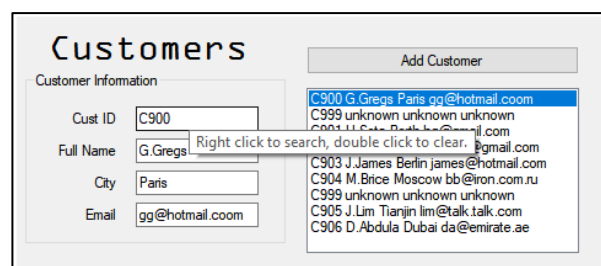 Customers
Add Customer
Customer Information
Cust ID
C900
Full Name
G.Gregs
City
Paris
Email
gg@hotmail.coom
Right click to search, double click to clear.
C900 G.Gregs Paris gg@hotmail.coom
C999 unknown unknown unknown
@gmail.com
C903 J.James Berlin james@hotmail.com
C904 M.Brice Moscow bb@iron.com.ru
C999 unknown unknown unknown
C905 J.Lim Tianjin lim@talk.talk.com
C906 D.Abdula Dubai da@emirate.ae